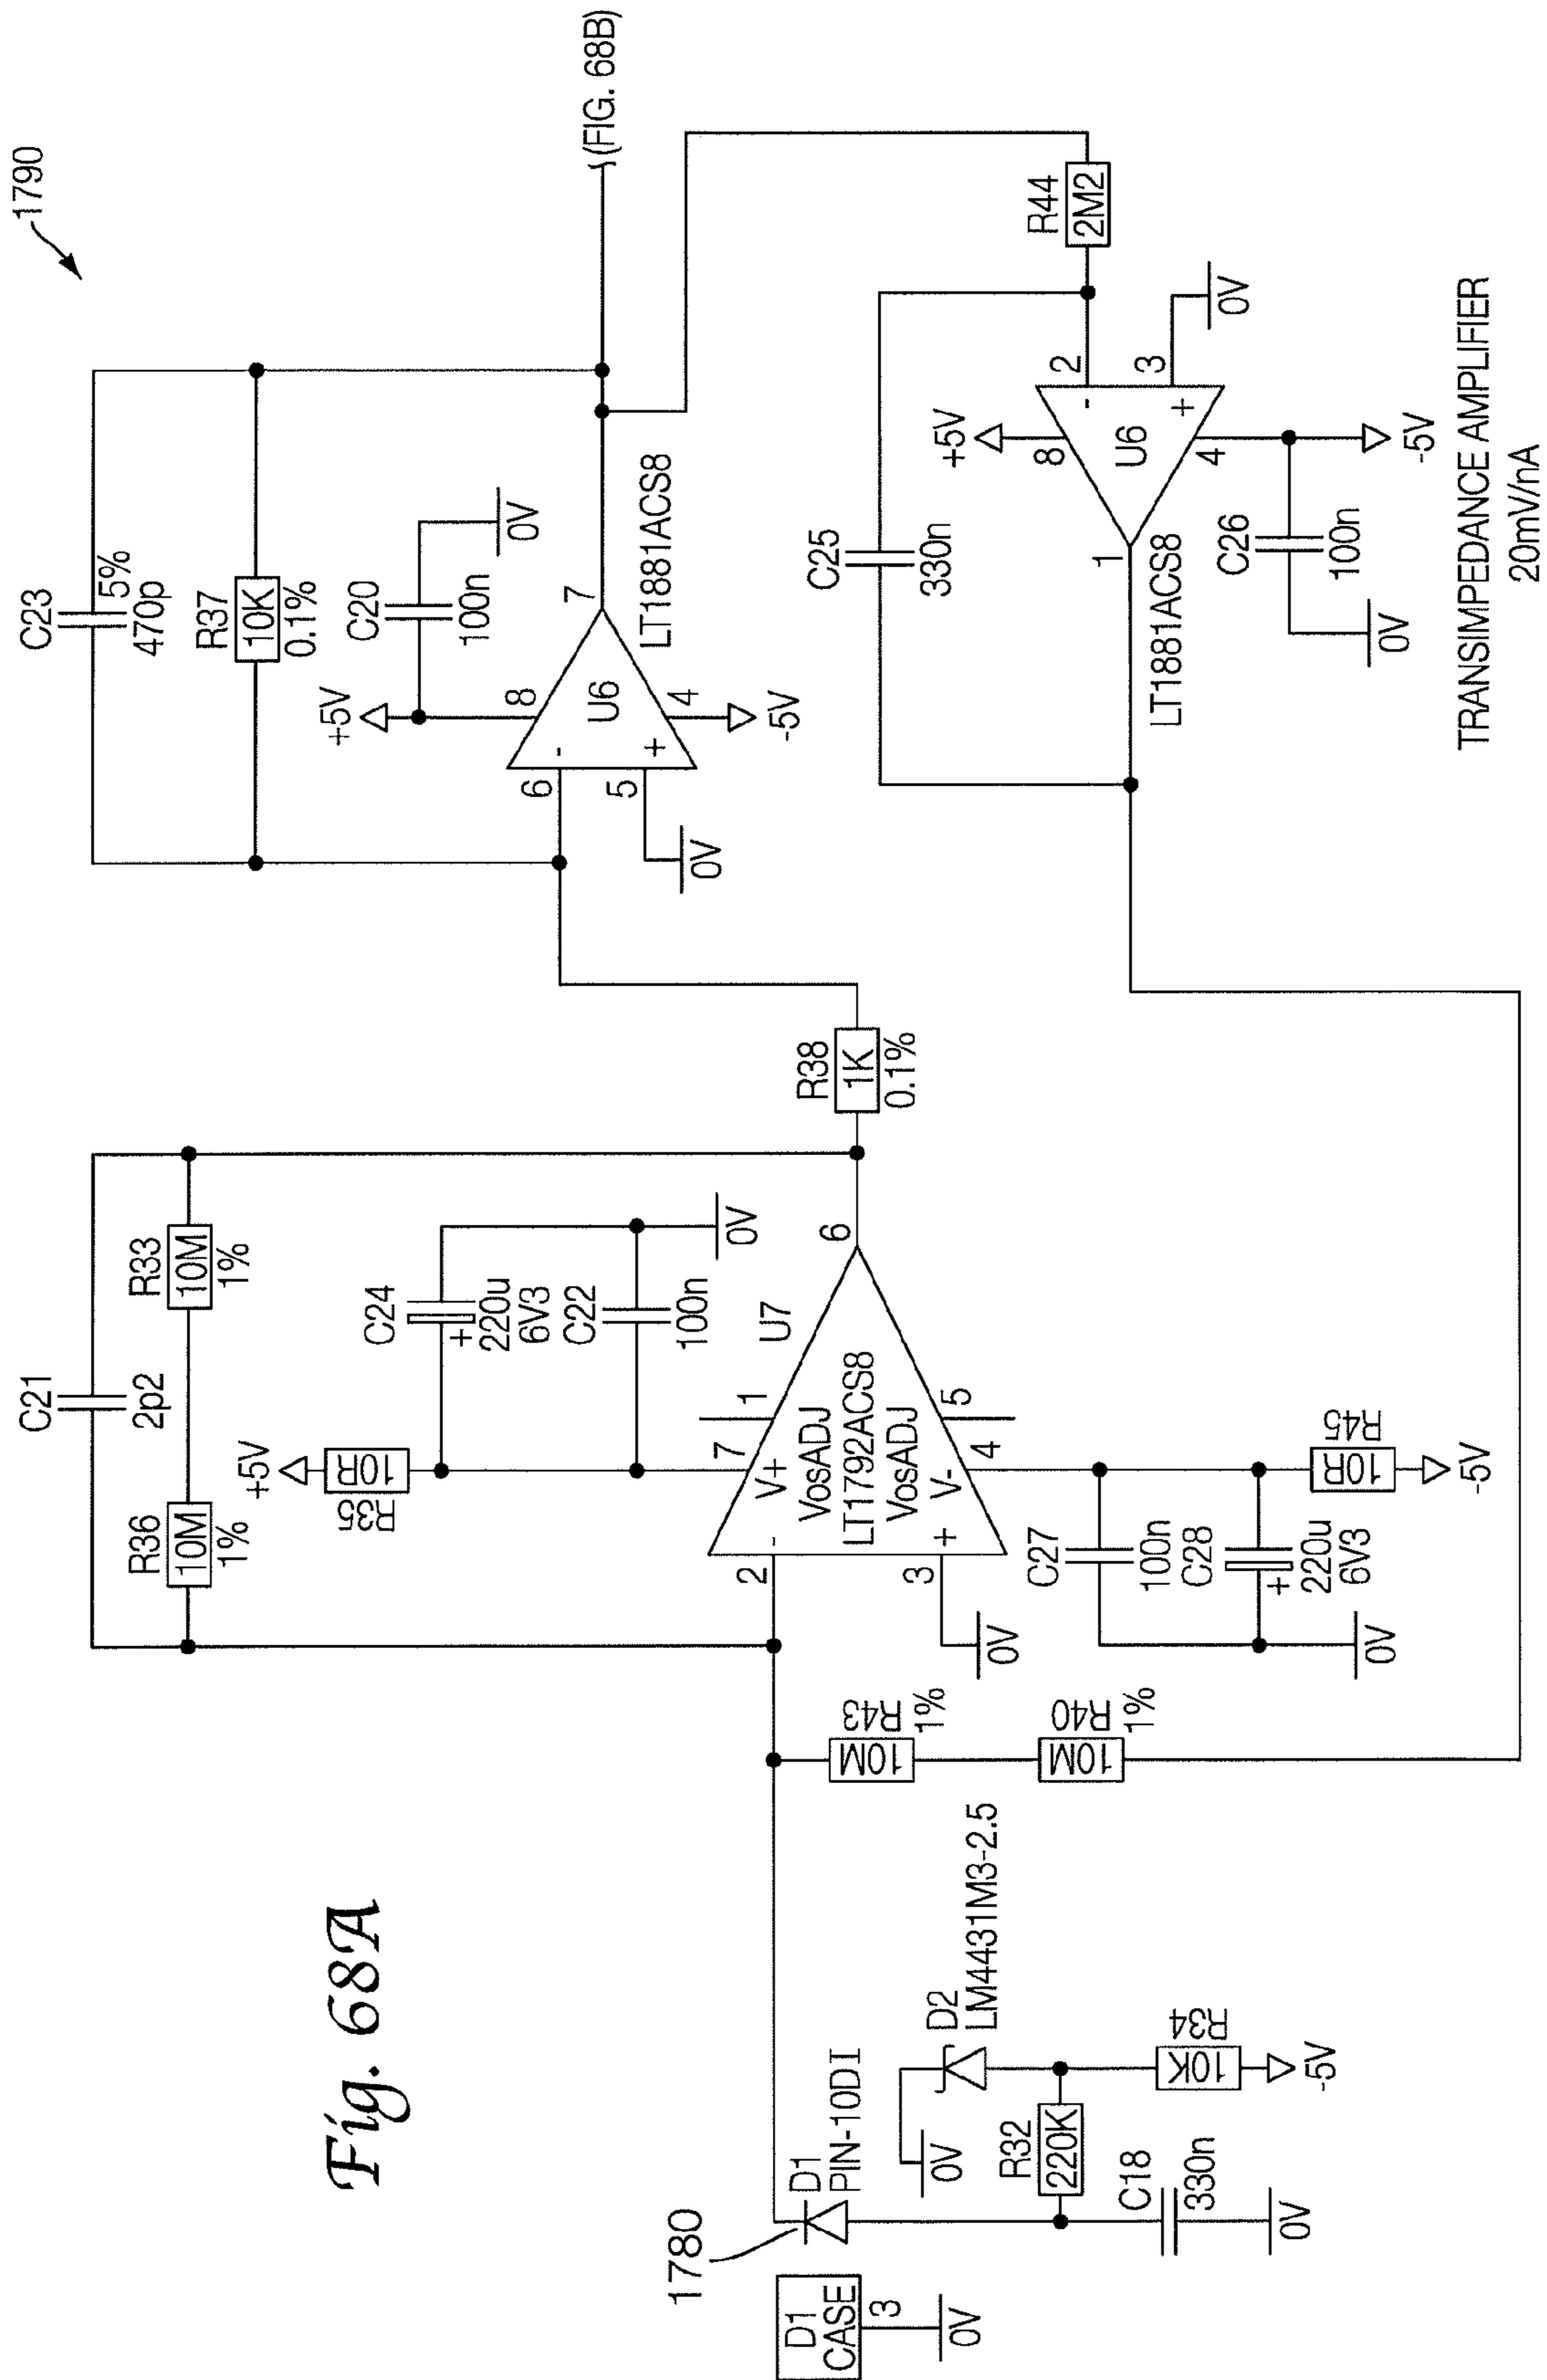 1790
C23
5%
470p
R37
10K
0.1%
+5V
C20
100n
0V
8
6
-
U6
7
5
+
4
0V
-5V
LT1881ACS8
(FIG. 68B)
C21
2p2
R36
10M
1%
R33
10M
1%
+5V
10R
R35
C24
+
220u
6V3
C22
100n
0V
1
7
V+
VosADJ
U7
2
-
LT1792ACS8
6
3
+
VosADJ
V-
4
5
0V
R38
1K
0.1%
C27
100n
C28
+
220u
6V3
0V
10R
R45
-5V
R44
2M2
C25
330n
+5V
8
2
-
1
U6
3
+
0V
4
LT1881ACS8
C26
100n
0V
-5V
TRANSIMPEDANCE AMPLIFIER
20mV/nA
10M
R43
1%
10M
R40
1%
Fig. 68A
1780
D1
CASE
3
0V
D1
PIN-10DI
0V
D2
LM4431M3-2.5
R32
220K
10K
R34
-5V
C18
330n
0V